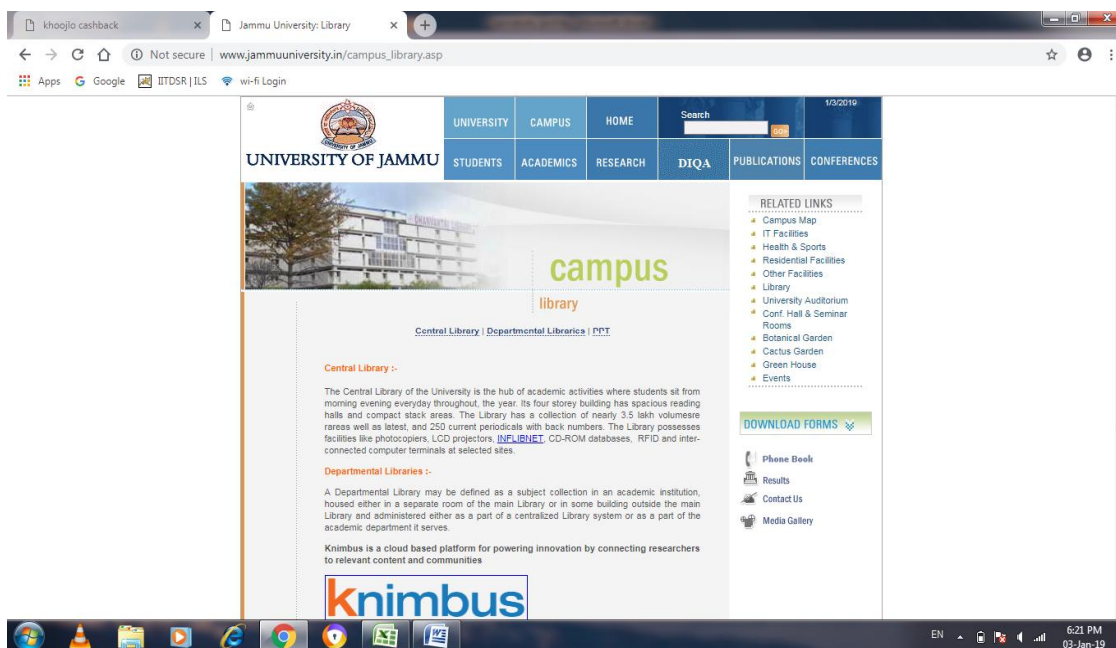 khoojlo cashback
Jammu University: Library
Not secure | www.jammuuniversity.in/campus_library.asp
Apps Google IITDSR | ILS wi-fi Login
UNIVERSITY OF JAMMU
UNIVERSITY CAMPUS HOME Search 1/3/2019
STUDENTS ACADEMICS RESEARCH DIQA PUBLICATIONS CONFERENCES
campus
library
Central Library | Departmental Libraries | PPT
Central Library :-
The Central Library of the University is the hub of academic activities where students sit from
morning evening everyday throughout, the year. Its four storey building has spacious reading
halls and compact stack areas. The Library has a collection of nearly 3.5 lakh volumesre
rareas well as latest, and 250 current periodicals with back numbers. The Library possesses
facilities like photocopiers, LCD projectors, INFLIBNET, CD-ROM databases, RFID and inter-
connected computer terminals at selected sites.
Departmental Libraries :-
A Departmental Library may be defined as a subject collection in an academic institution,
housed either in a separate room of the main Library or in some building outside the main
Library and administered either as a part of a centralized Library system or as a part of the
academic department it serves.
Knimbus is a cloud based platform for powering innovation by connecting researchers
to relevant content and communities
knimbus
RELATED LINKS
Campus Map
IT Facilities
Health & Sports
Residential Facilities
Other Facilities
Library
University Auditorium
Conf. Hall & Seminar
Rooms
Botanical Garden
Cactus Garden
Green House
Events
DOWNLOAD FORMS
Phone Book
Results
Contact Us
Media Gallery
EN
6:21 PM
03-Jan-19